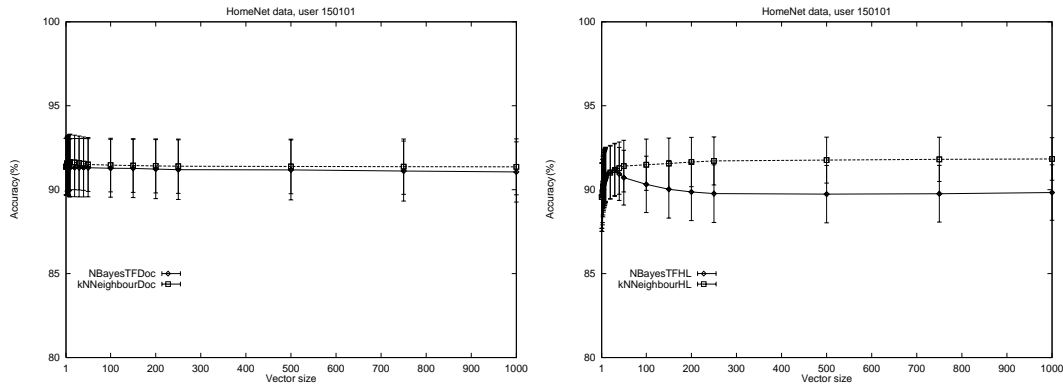 HomeNet data, user 150101
100
95
90
85
80
Accuracy(%)
NBayesTFDoc
kNNeighbourDoc
1 100 200 300 400 500 600 700 800 900 1000
Vector size
HomeNet data, user 150101
100
95
90
85
80
Accuracy(%)
NBayesTFHL
kNNeighbourHL
1 100 200 300 400 500 600 700 800 900 1000
Vector size